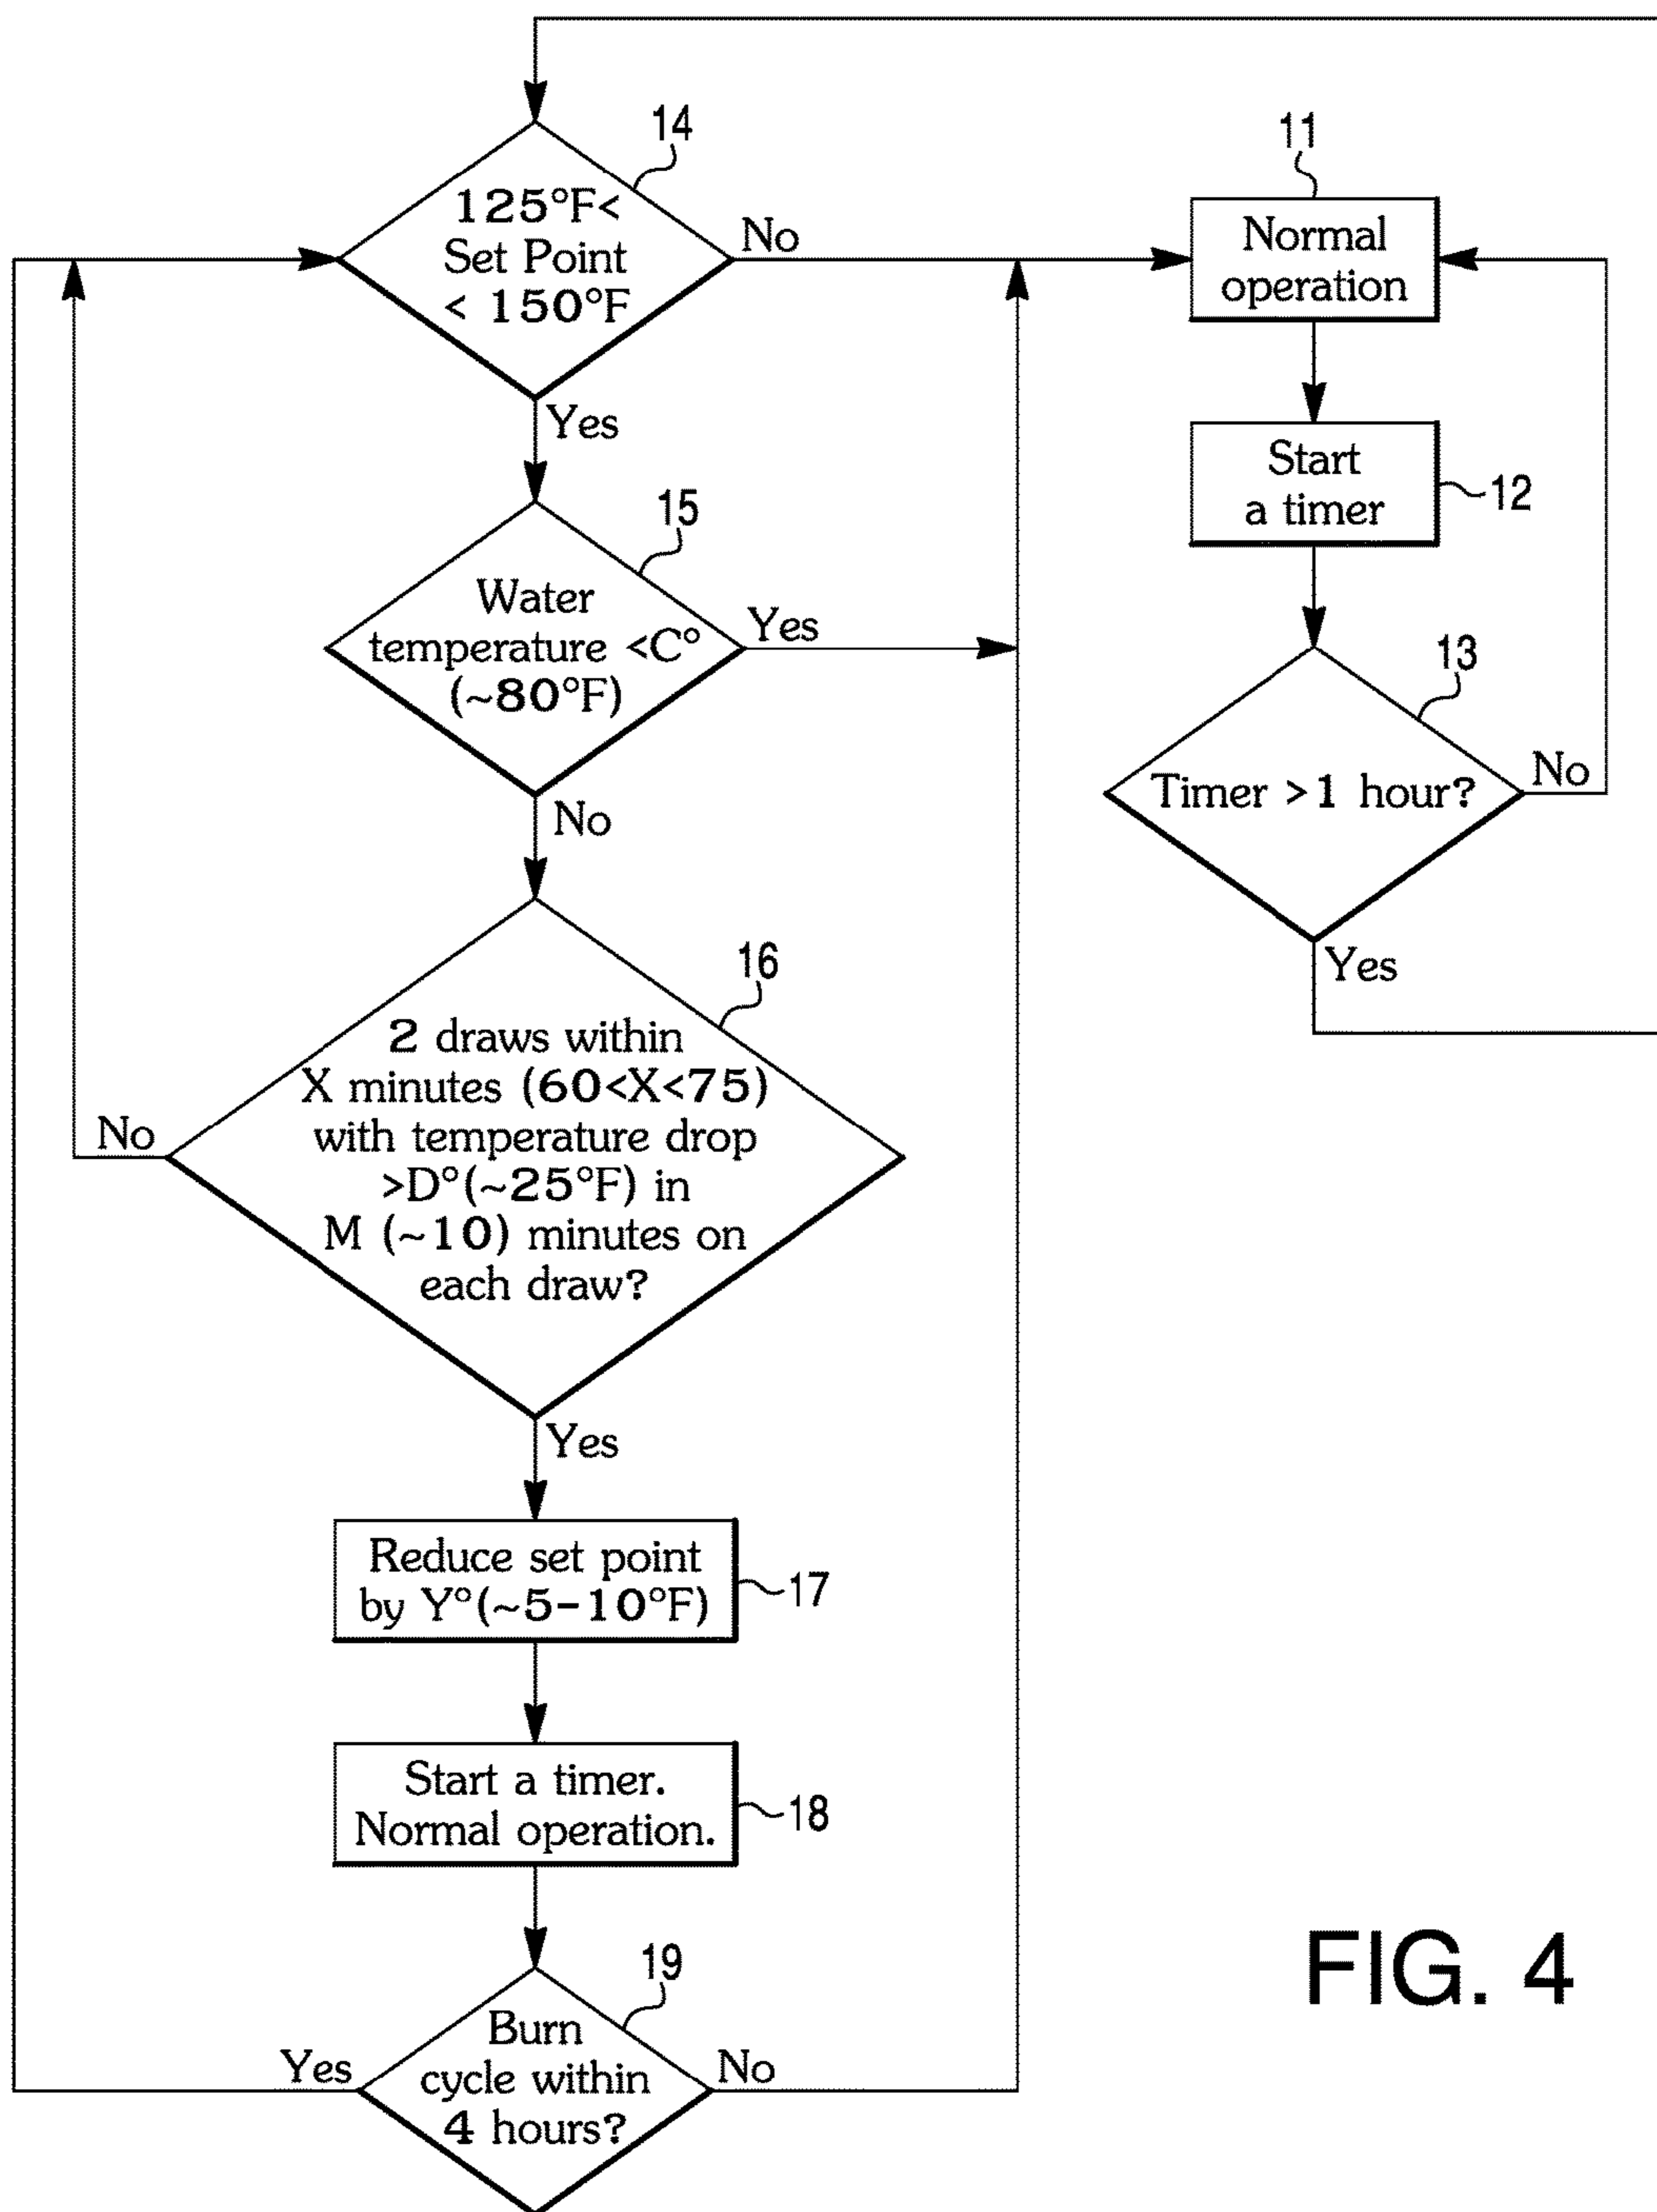 14
125°F<
Set Point
< 150°F
No
Yes
15
Water
temperature <C°
(~80°F)
Yes
No
16
2 draws within
X minutes (60<X<75)
with temperature drop
>D°(~25°F) in
M (~10) minutes on
each draw?
No
Yes
Reduce set point
by Y°(~5-10°F)
17
Start a timer.
Normal operation.
18
19
Burn
cycle within
4 hours?
Yes
No
11
Normal
operation
Start
a timer
12
13
Timer >1 hour?
No
Yes
FIG. 4